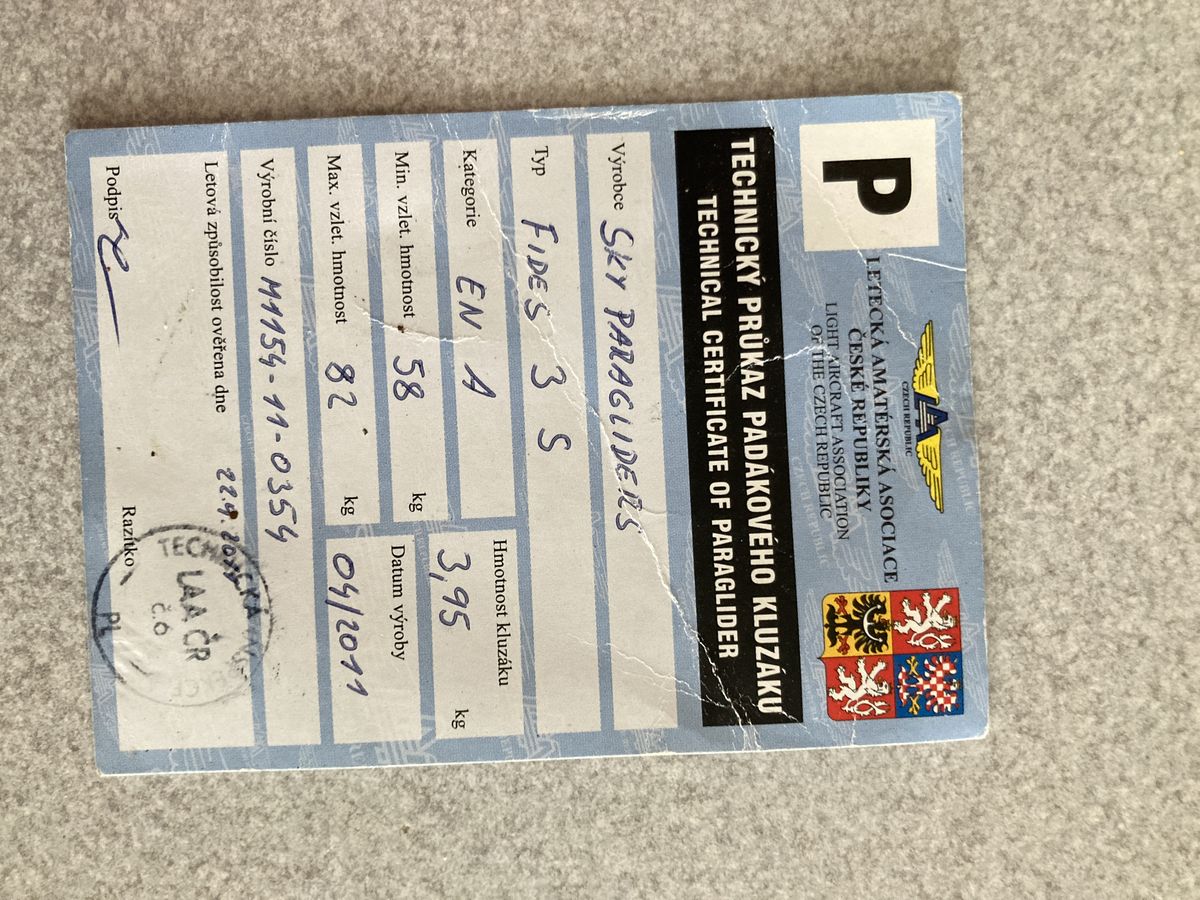 P
CZECH REPUBLIC
LETECKÁ AMATÉRSKÁ ASOCIACE
ČESKÉ REPUBLIKY
LIGHT AIRCRAFT ASSOCIATION
OF THE CZECH REPUBLIC
TECHNICKÝ PRŮKAZ PADÁKOVÉHO KLUZÁKU
TECHNICAL CERTIFICATE OF PARAGLIDER
Výrobce SKY PARAGLIDERS
Typ FIDES 3 S
Kategorie EN A
Hmotnost kluzáku
3,95 kg
Min. vzlet. hmotnost 58 kg
Max. vzlet. hmotnost 82 kg
Datum výroby
04/2011
Výrobní číslo M1154-11-0354
Letová způsobilost ověřena dne
Podpis
Razítko
LAA ČR
č.6